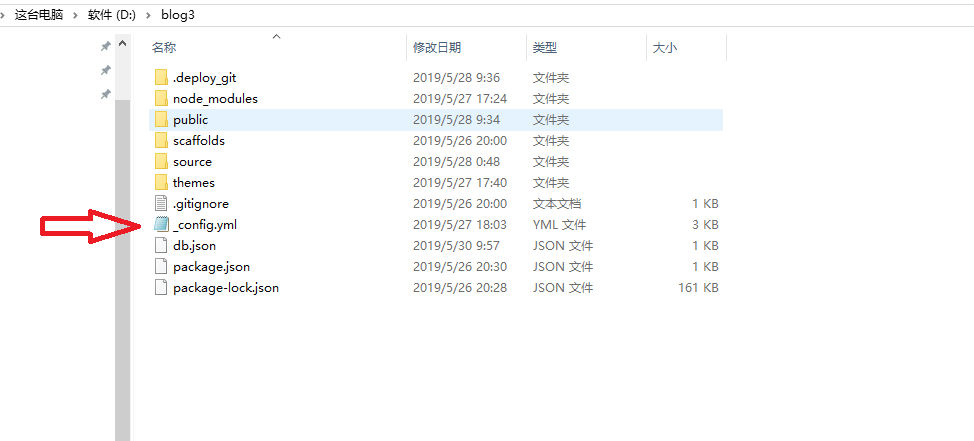 这台电脑 > 软件 (D:) > blog3
名称 修改日期 类型 大小
.deploy_git 2019/5/28 9:36 文件夹
node_modules 2019/5/27 17:24 文件夹
public 2019/5/28 9:34 文件夹
scaffolds 2019/5/26 20:00 文件夹
source 2019/5/28 0:48 文件夹
themes 2019/5/27 17:40 文件夹
.gitignore 2019/5/26 20:00 文本文档 1 KB
_config.yml 2019/5/27 18:03 YML 文件 3 KB
db.json 2019/5/30 9:57 JSON 文件 1 KB
package.json 2019/5/26 20:30 JSON 文件 1 KB
package-lock.json 2019/5/26 20:28 JSON 文件 161 KB